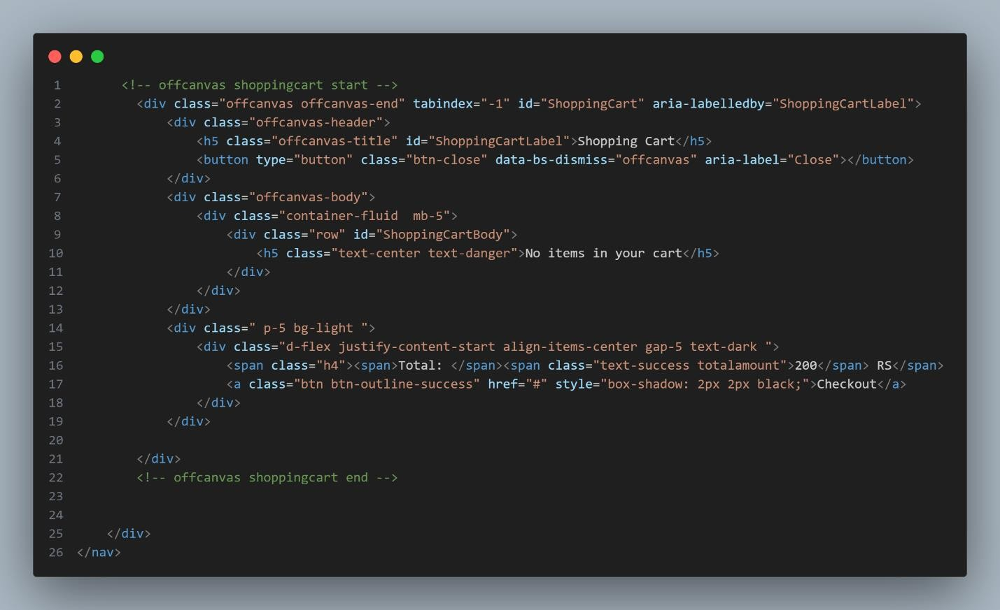 1 <!-- offcanvas shoppingcart start -->
2 <div class="offcanvas offcanvas-end" tabindex="-1" id="ShoppingCart" aria-labelledby="ShoppingCartLabel">
3 <div class="offcanvas-header">
4 <h5 class="offcanvas-title" id="ShoppingCartLabel">Shopping Cart</h5>
5 <button type="button" class="btn-close" data-bs-dismiss="offcanvas" aria-label="Close"></button>
6 </div>
7 <div class="offcanvas-body">
8 <div class="container-fluid  mb-5">
9 <div class="row" id="ShoppingCartBody">
10 <h5 class="text-center text-danger">No items in your cart</h5>
11 </div>
12 </div>
13 </div>
14 <div class=" p-5 bg-light ">
15 <div class="d-flex justify-content-start align-items-center gap-5 text-dark ">
16 <span class="h4"><span>Total: </span><span class="text-success totalamount">200</span> RS</span>
17 <a class="btn btn-outline-success" href="#" style="box-shadow: 2px 2px black;">Checkout</a>
18 </div>
19 </div>
20
21 </div>
22 <!-- offcanvas shoppingcart end -->
23
24
25 </div>
26 </nav>